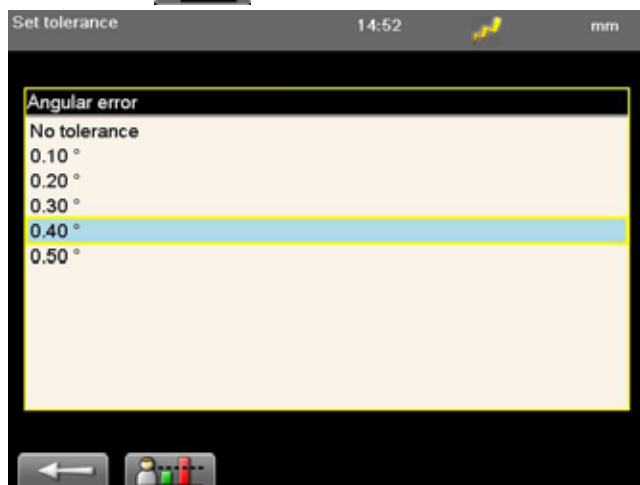 Set tolerance 14:52 mm
Angular error
No tolerance
0.10 °
0.20 °
0.30 °
0.40 °
0.50 °